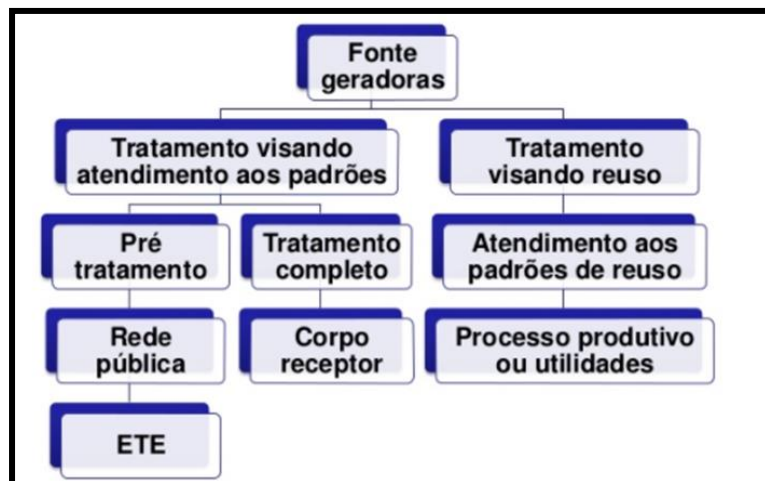 Fonte
geradoras
Tratamento visando
atendimento aos padrões
Tratamento
visando reuso
Pré
tratamento
Tratamento
completo
Atendimento aos
padrões de reuso
Rede
pública
Corpo
receptor
Processo produtivo
ou utilidades
ETE